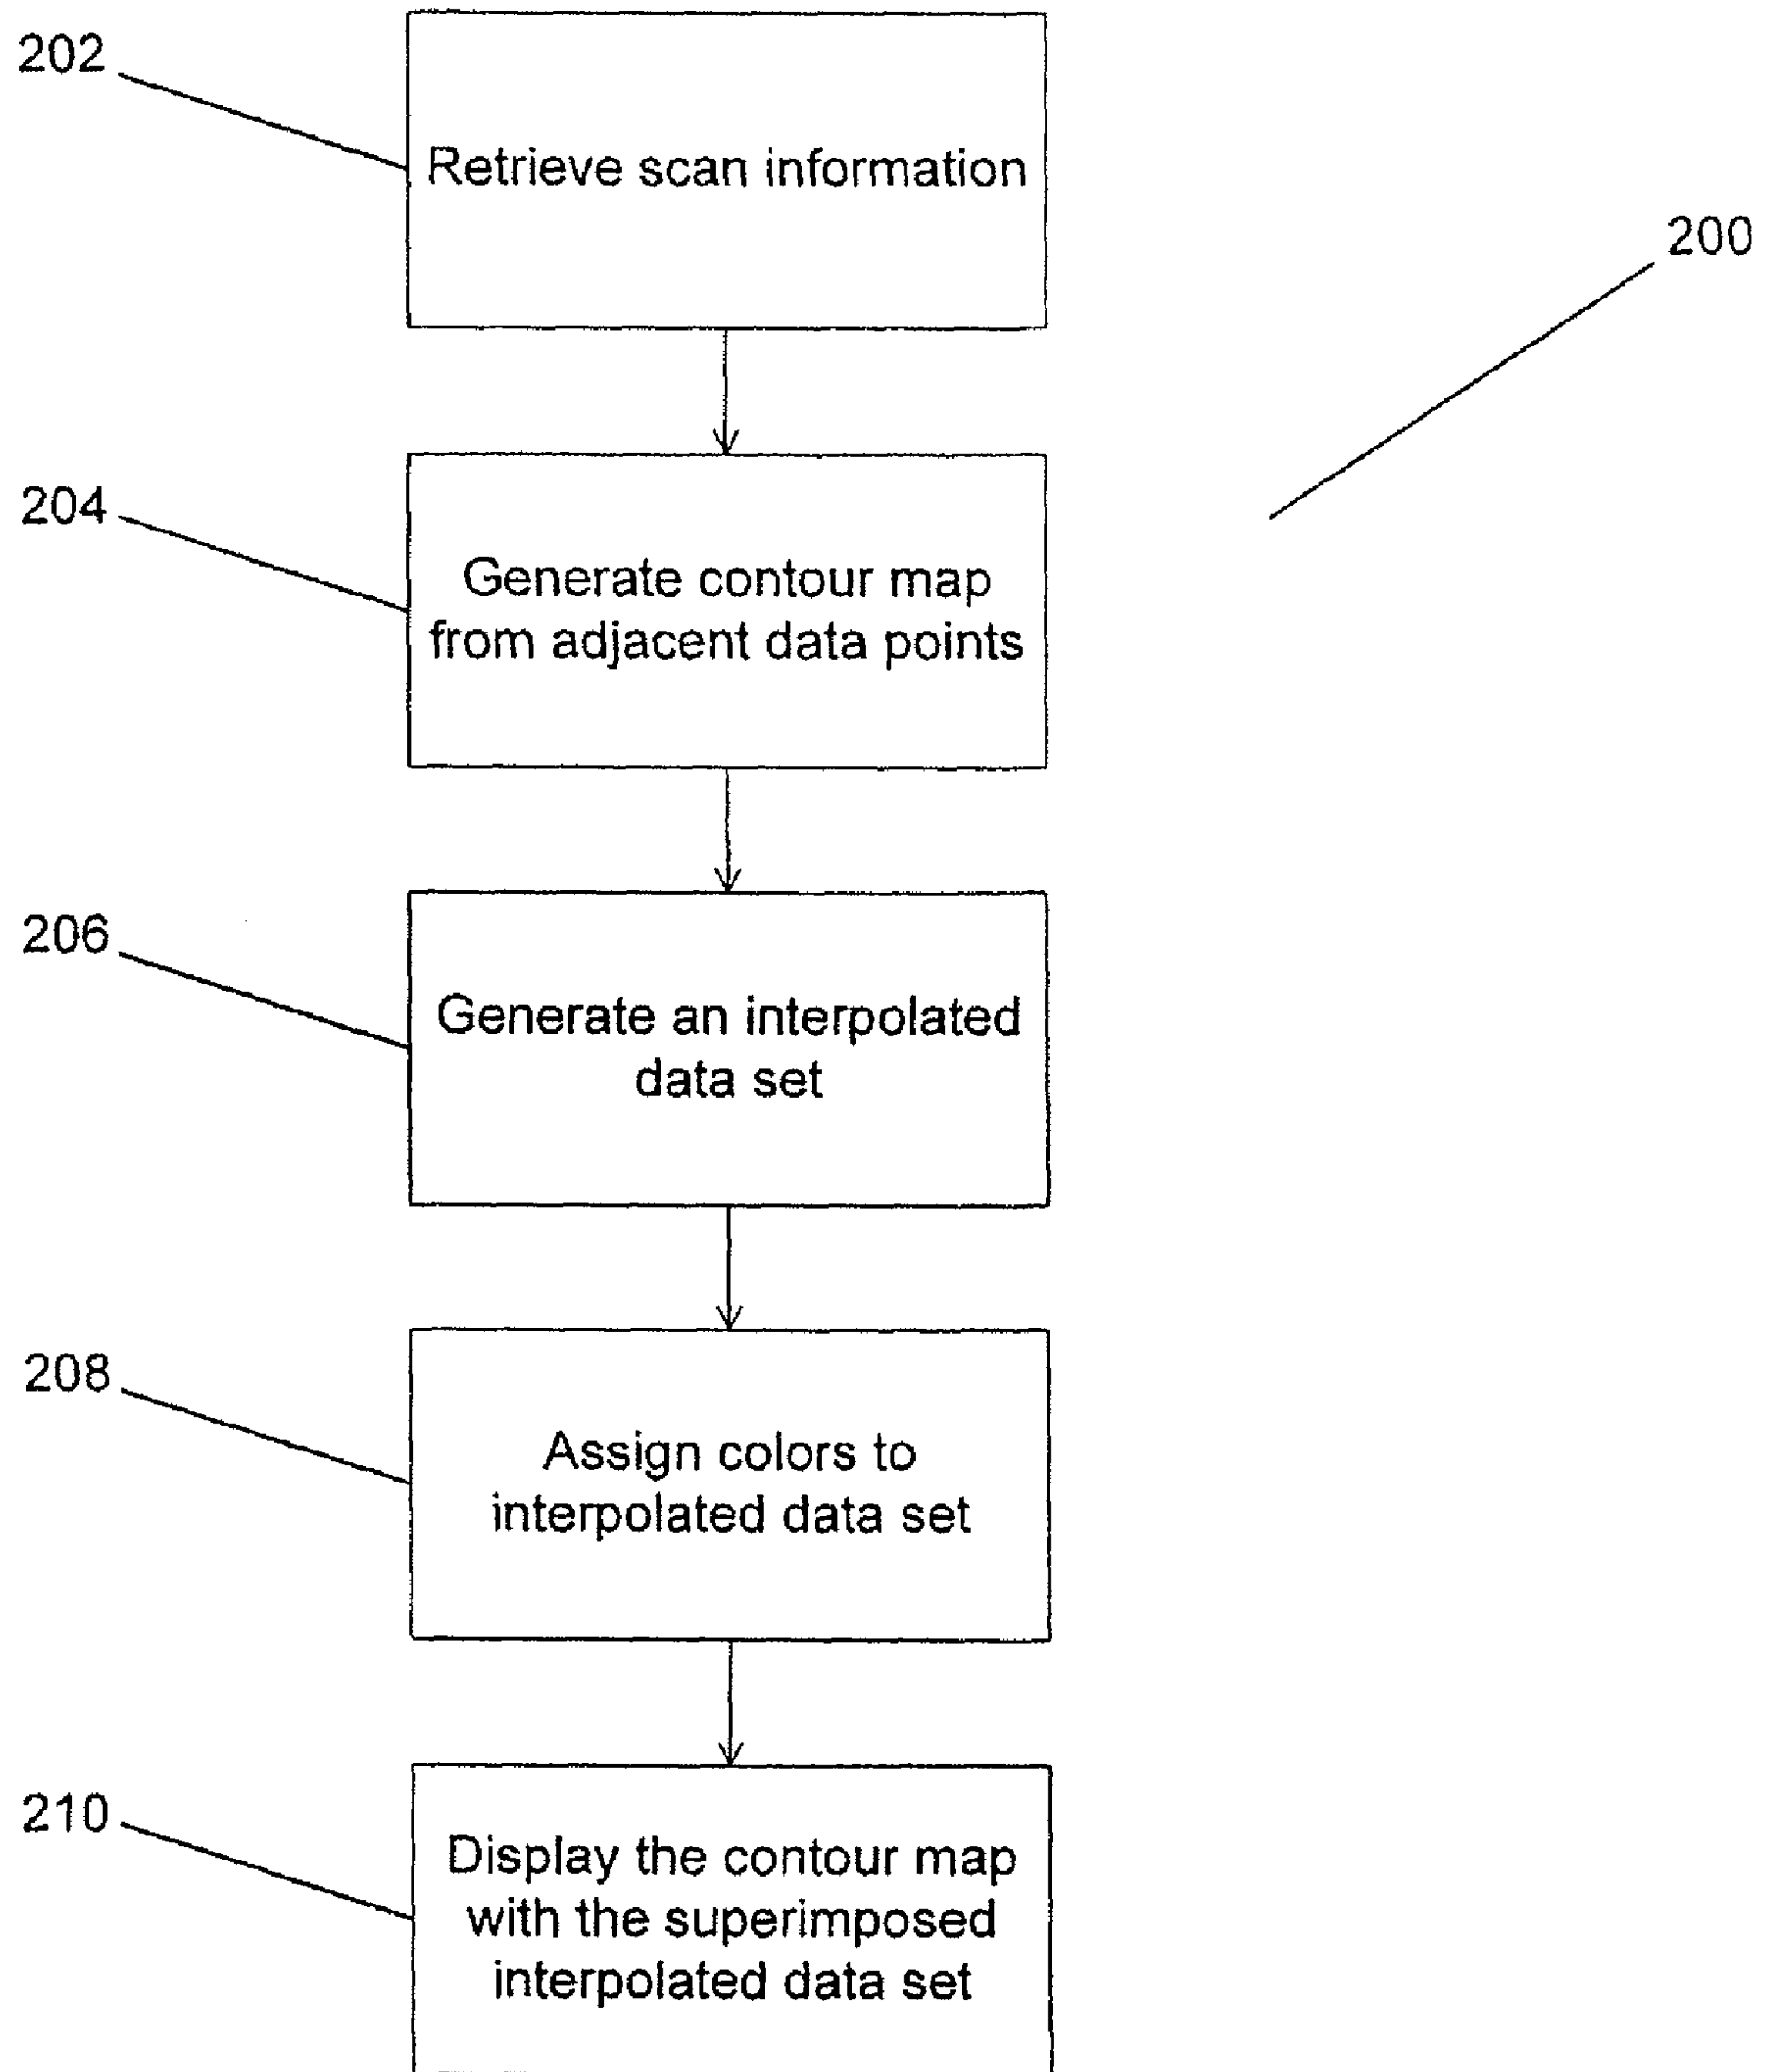 202
Retrieve scan information
200
204
Generate contour map
from adjacent data points
206
Generate an interpolated
data set
208
Assign colors to
interpolated data set
210
Display the contour map
with the superimposed
interpolated data set